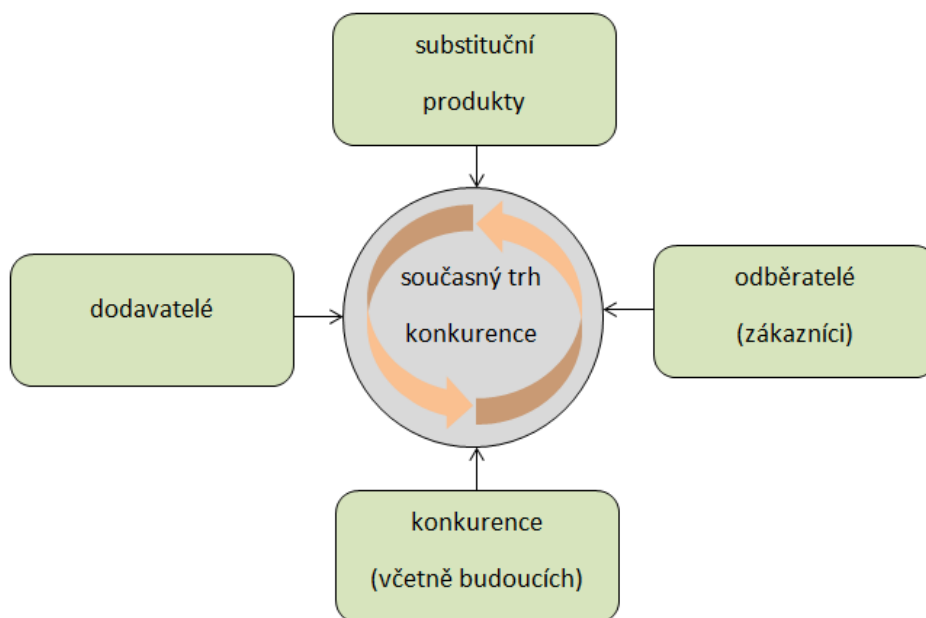 substituční
produkty
dodavatelé
současný trh
konkurence
odběratelé
(zákazníci)
konkurence
(včetně budoucích)